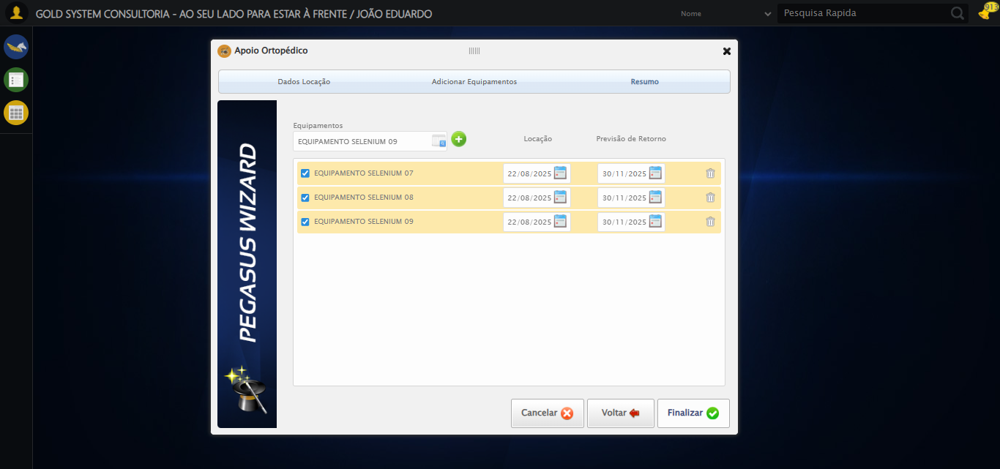 GOLD SYSTEM CONSULTORIA - AO SEU LADO PARA ESTAR À FRENTE / JOÃO EDUARDO
Nome
Pesquisa Rapida
913
Apoio Ortopédico
Dados Locação
Adicionar Equipamentos
Resumo
PEGASUS WIZARD
Equipamentos
EQUIPAMENTO SELENIUM 09
Locação
Previsão de Retorno
EQUIPAMENTO SELENIUM 07 22/08/2025 30/11/2025
EQUIPAMENTO SELENIUM 08 22/08/2025 30/11/2025
EQUIPAMENTO SELENIUM 09 22/08/2025 30/11/2025
Cancelar
Voltar
Finalizar